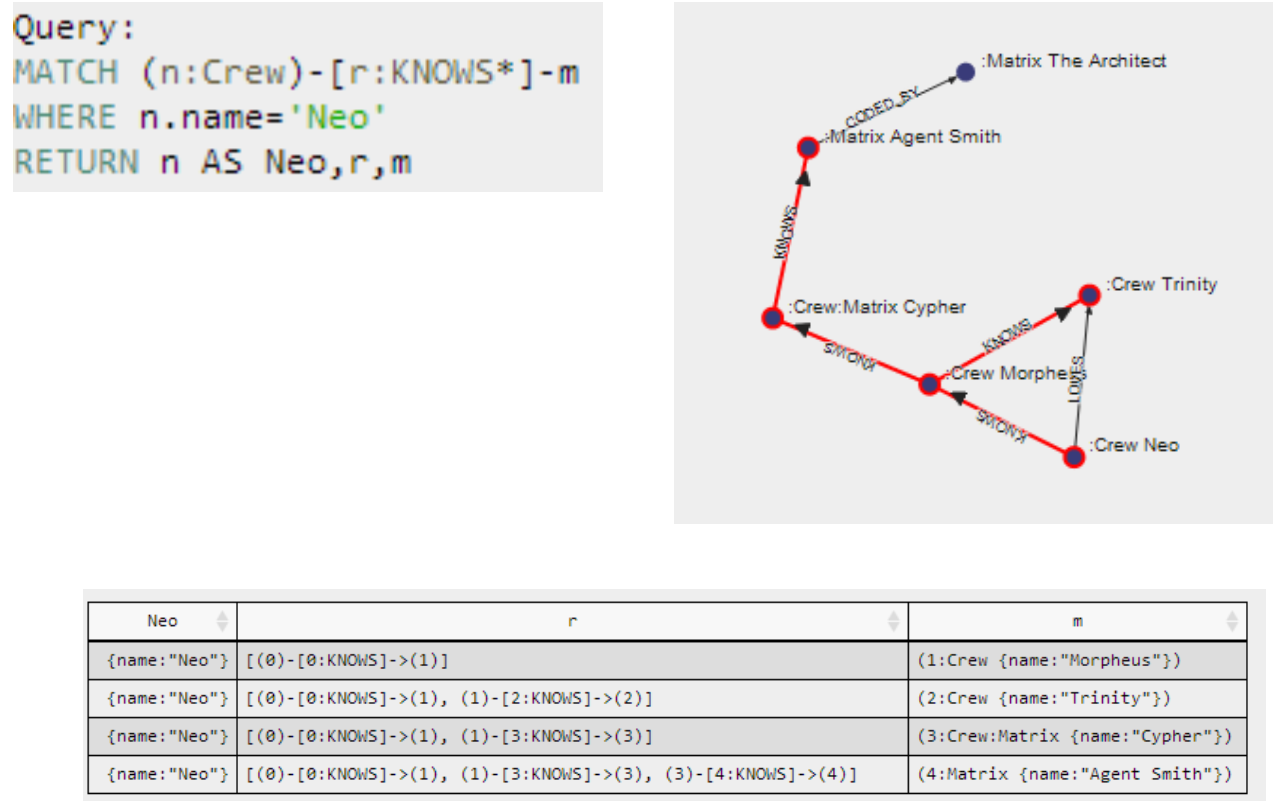 Query:
MATCH (n:Crew)-[r:KNOWS*]-m
WHERE n.name='Neo'
RETURN n AS Neo,r,m
:Matrix The Architect
CODED_BY
:Matrix Agent Smith
KNOWS
:Crew Trinity
:Crew:Matrix Cypher
KNOWS
KNOWS
:Crew Morpheus
LOVES
KNOWS
:Crew Neo
Neo r m
{name:"Neo"} [(0)-[0:KNOWS]->(1)] (1:Crew {name:"Morpheus"})
{name:"Neo"} [(0)-[0:KNOWS]->(1), (1)-[2:KNOWS]->(2)] (2:Crew {name:"Trinity"})
{name:"Neo"} [(0)-[0:KNOWS]->(1), (1)-[3:KNOWS]->(3)] (3:Crew:Matrix {name:"Cypher"})
{name:"Neo"} [(0)-[0:KNOWS]->(1), (1)-[3:KNOWS]->(3), (3)-[4:KNOWS]->(4)] (4:Matrix {name:"Agent Smith"})